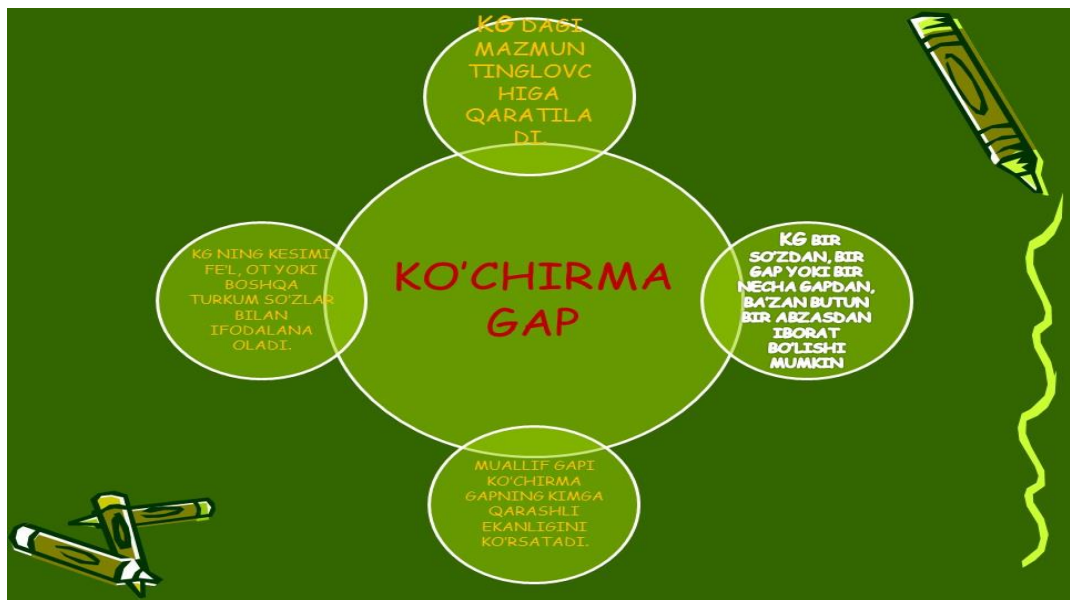 KG DAGI
MAZMUN
TINGLOVC
HIGA
QARATILA
DI.
KG NING KESIMI
FE'L, OT YOKI
BOSHQA
TURKUM SO'ZLAR
BILAN
IFODALANA
OLADI.
KO'CHIRMA
GAP
KG BIR
SO'ZDAN, BIR
GAP YOKI BIR
NECHA GAPDAN,
BA'ZAN BUTUN
BIR ABZASDAN
IBORAT
BO'LISHI
MUMKIN
MUALLIF GAPI
KO'CHIRMA
GAPNING KIMGA
QARASHLI
EKANLIGINI
KO'RSATADI.